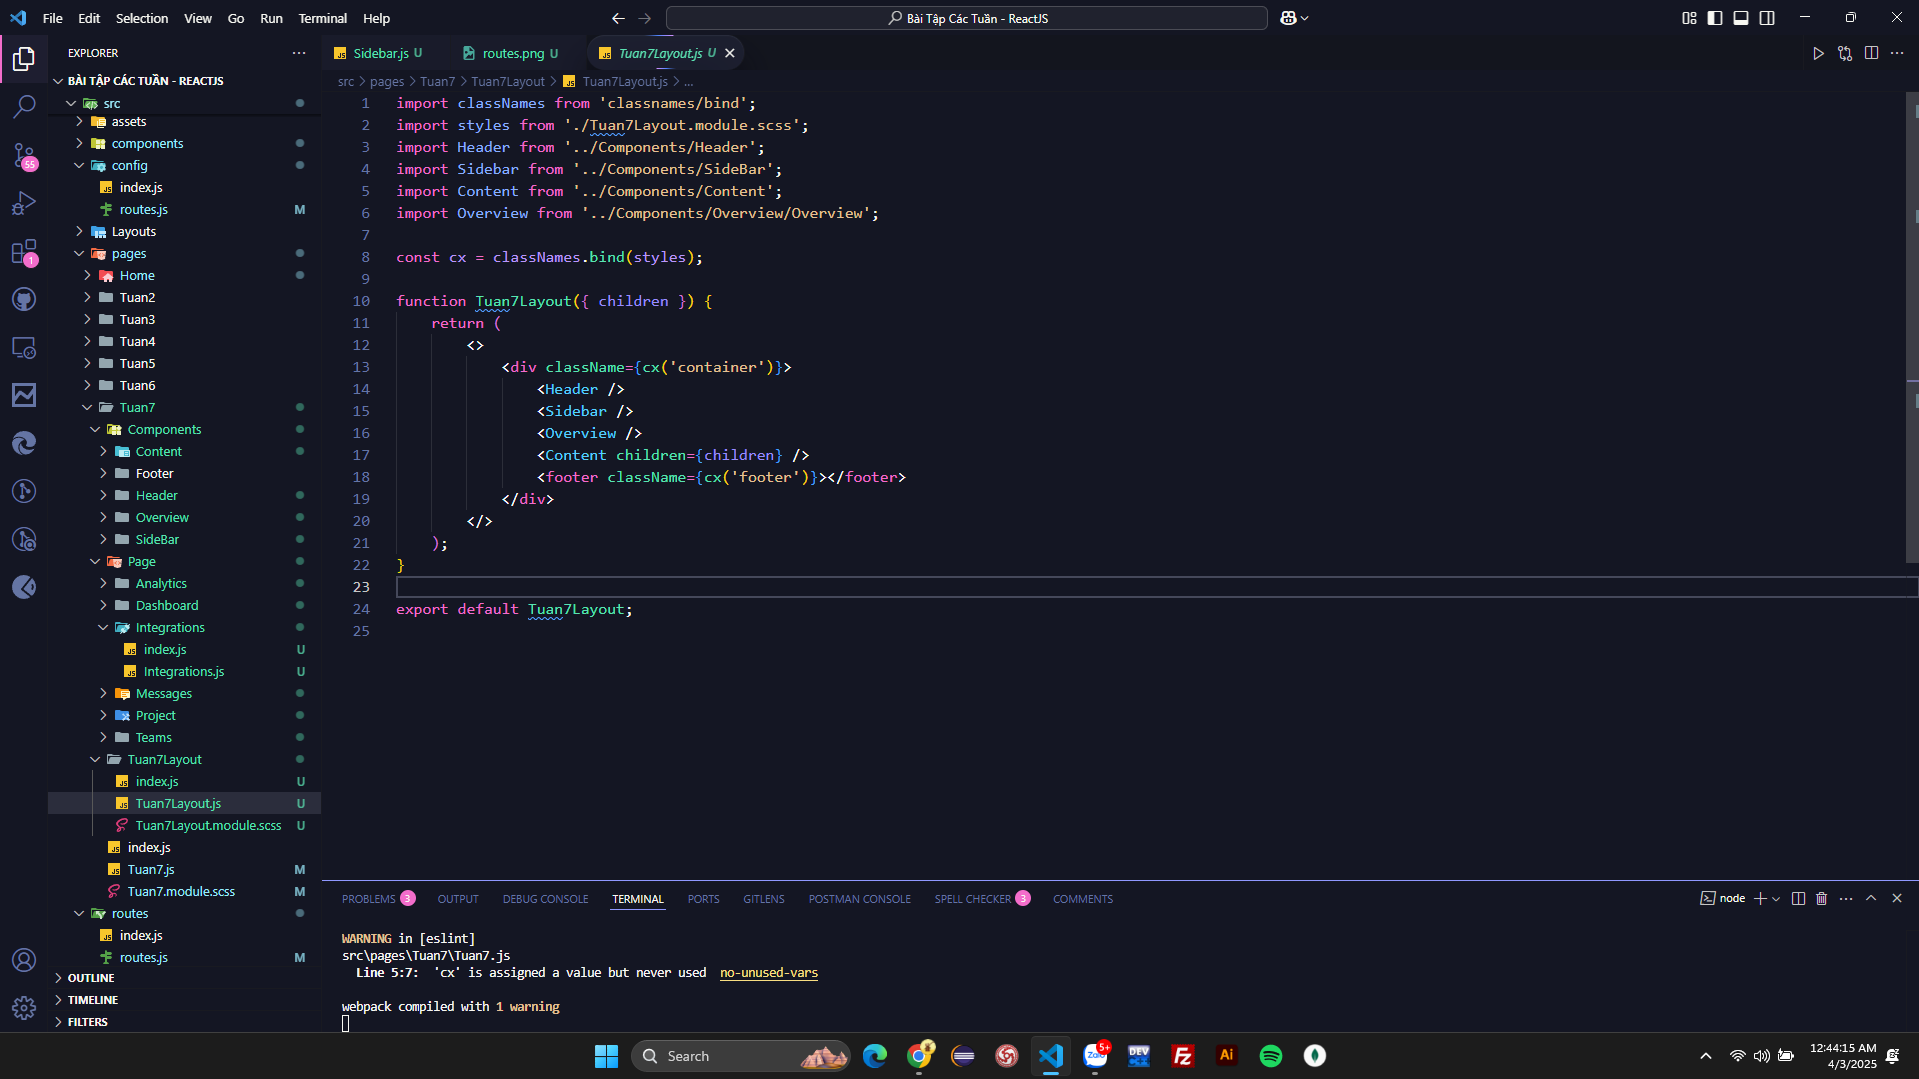 File Edit Selection View Go Run Terminal Help
Bài Tập Các Tuần - ReactJS
EXPLORER
BÀI TẬP CÁC TUẦN - REACTJS
src
assets
components
config
index.js
routes.js M
Layouts
pages
Home
Tuan2
Tuan3
Tuan4
Tuan5
Tuan6
Tuan7
Components
Content
Footer
Header
Overview
SideBar
Page
Analytics
Dashboard
Integrations
index.js U
Integrations.js U
Messages
Project
Teams
Tuan7Layout
index.js U
Tuan7Layout.js U
Tuan7Layout.module.scss U
index.js
Tuan7.js M
Tuan7.module.scss M
routes
index.js
routes.js M
OUTLINE
TIMELINE
FILTERS
55
1
Sidebar.js U routes.png U Tuan7Layout.js U
src > pages > Tuan7 > Tuan7Layout > Tuan7Layout.js > ...
1 import classNames from 'classnames/bind';
2 import styles from './Tuan7Layout.module.scss';
3 import Header from '../Components/Header';
4 import Sidebar from '../Components/SideBar';
5 import Content from '../Components/Content';
6 import Overview from '../Components/Overview/Overview';
7
8 const cx = classNames.bind(styles);
9
10 function Tuan7Layout({ children }) {
11 return (
12 <>
13 <div className={cx('container')}>
14 <Header />
15 <Sidebar />
16 <Overview />
17 <Content children={children} />
18 <footer className={cx('footer')}></footer>
19 </div>
20 </>
21 );
22 }
23
24 export default Tuan7Layout;
25
PROBLEMS 3 OUTPUT DEBUG CONSOLE TERMINAL PORTS GITLENS POSTMAN CONSOLE SPELL CHECKER 3 COMMENTS
node
WARNING in [eslint]
src\pages\Tuan7\Tuan7.js
Line 5:7: 'cx' is assigned a value but never used no-unused-vars
webpack compiled with 1 warning
Search
Zalo
5+
DEV
Fz
Ai
12:44:15 AM
4/3/2025